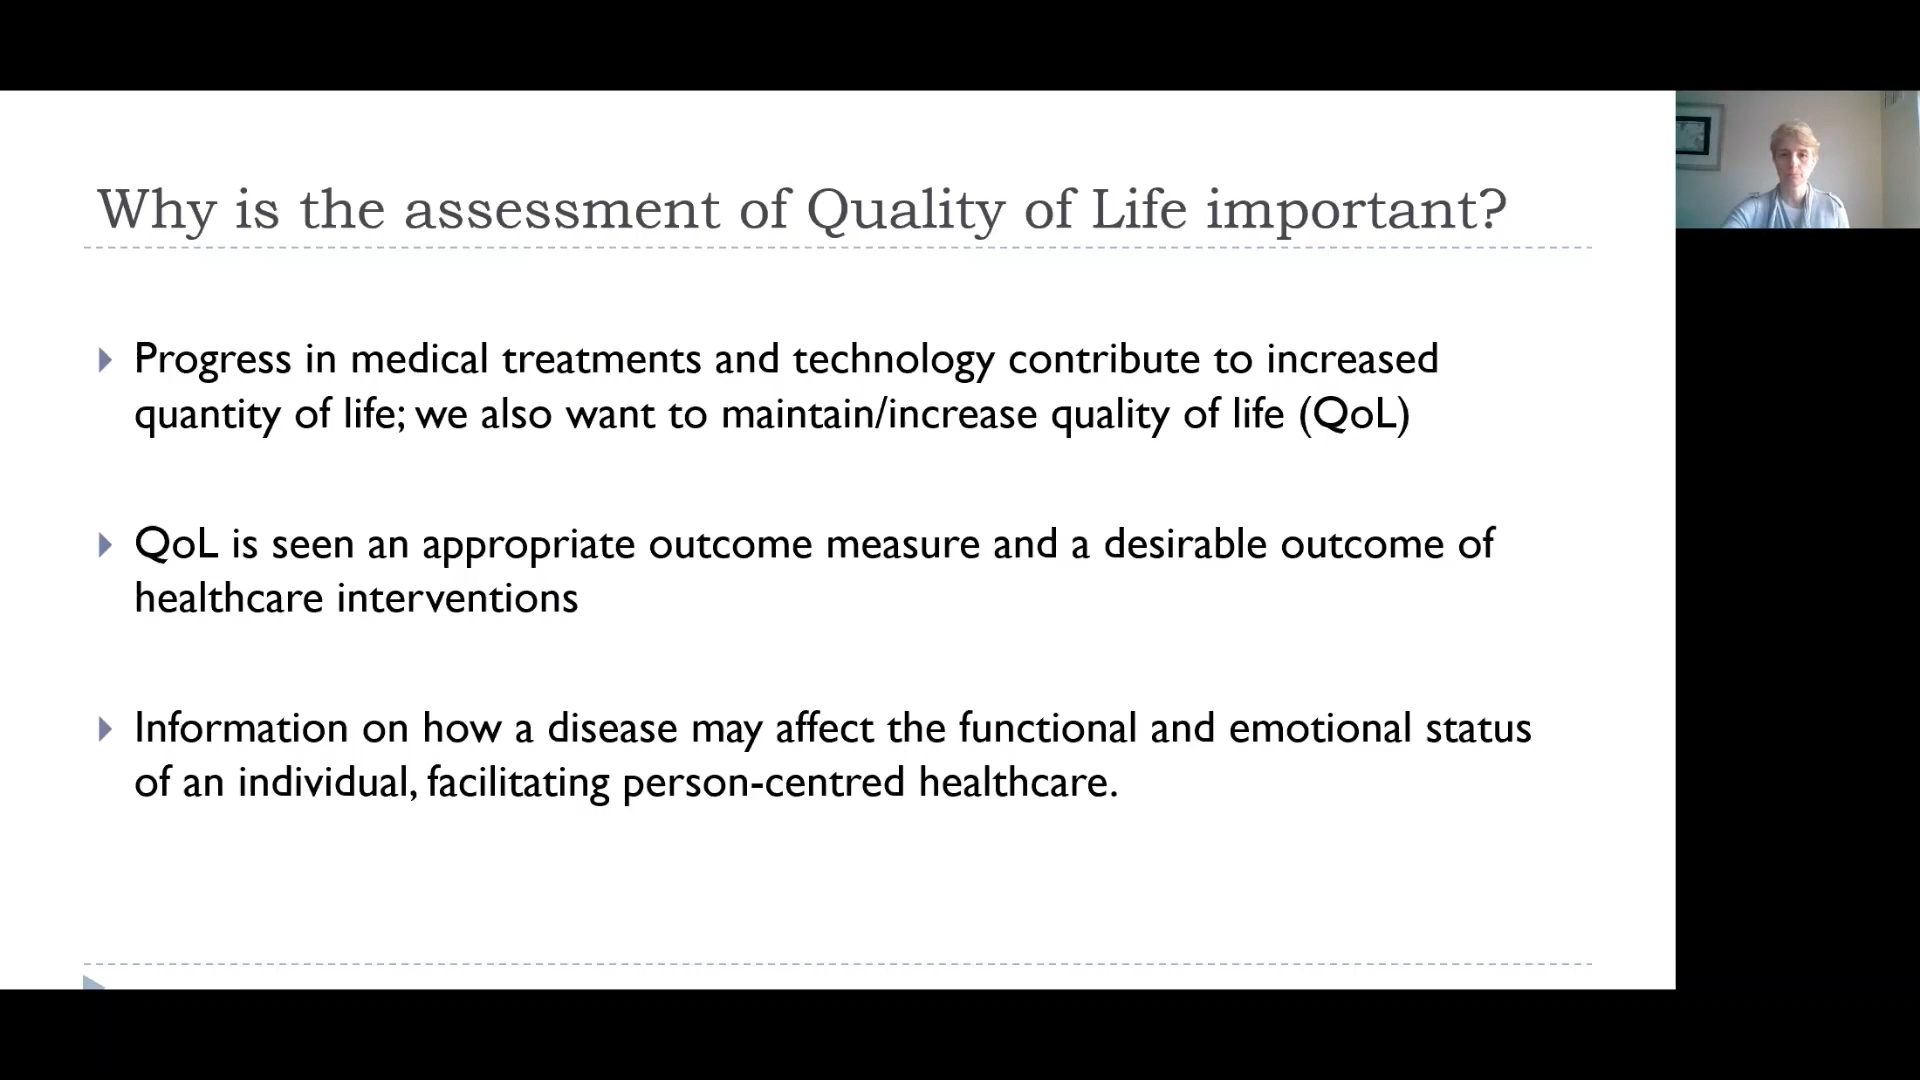 Why is the assessment of Quality of Life important?
Progress in medical treatments and technology contribute to increased
quantity of life; we also want to maintain/increase quality of life (QoL)
QoL is seen an appropriate outcome measure and a desirable outcome of
healthcare interventions
Information on how a disease may affect the functional and emotional status
of an individual, facilitating person-centred healthcare.